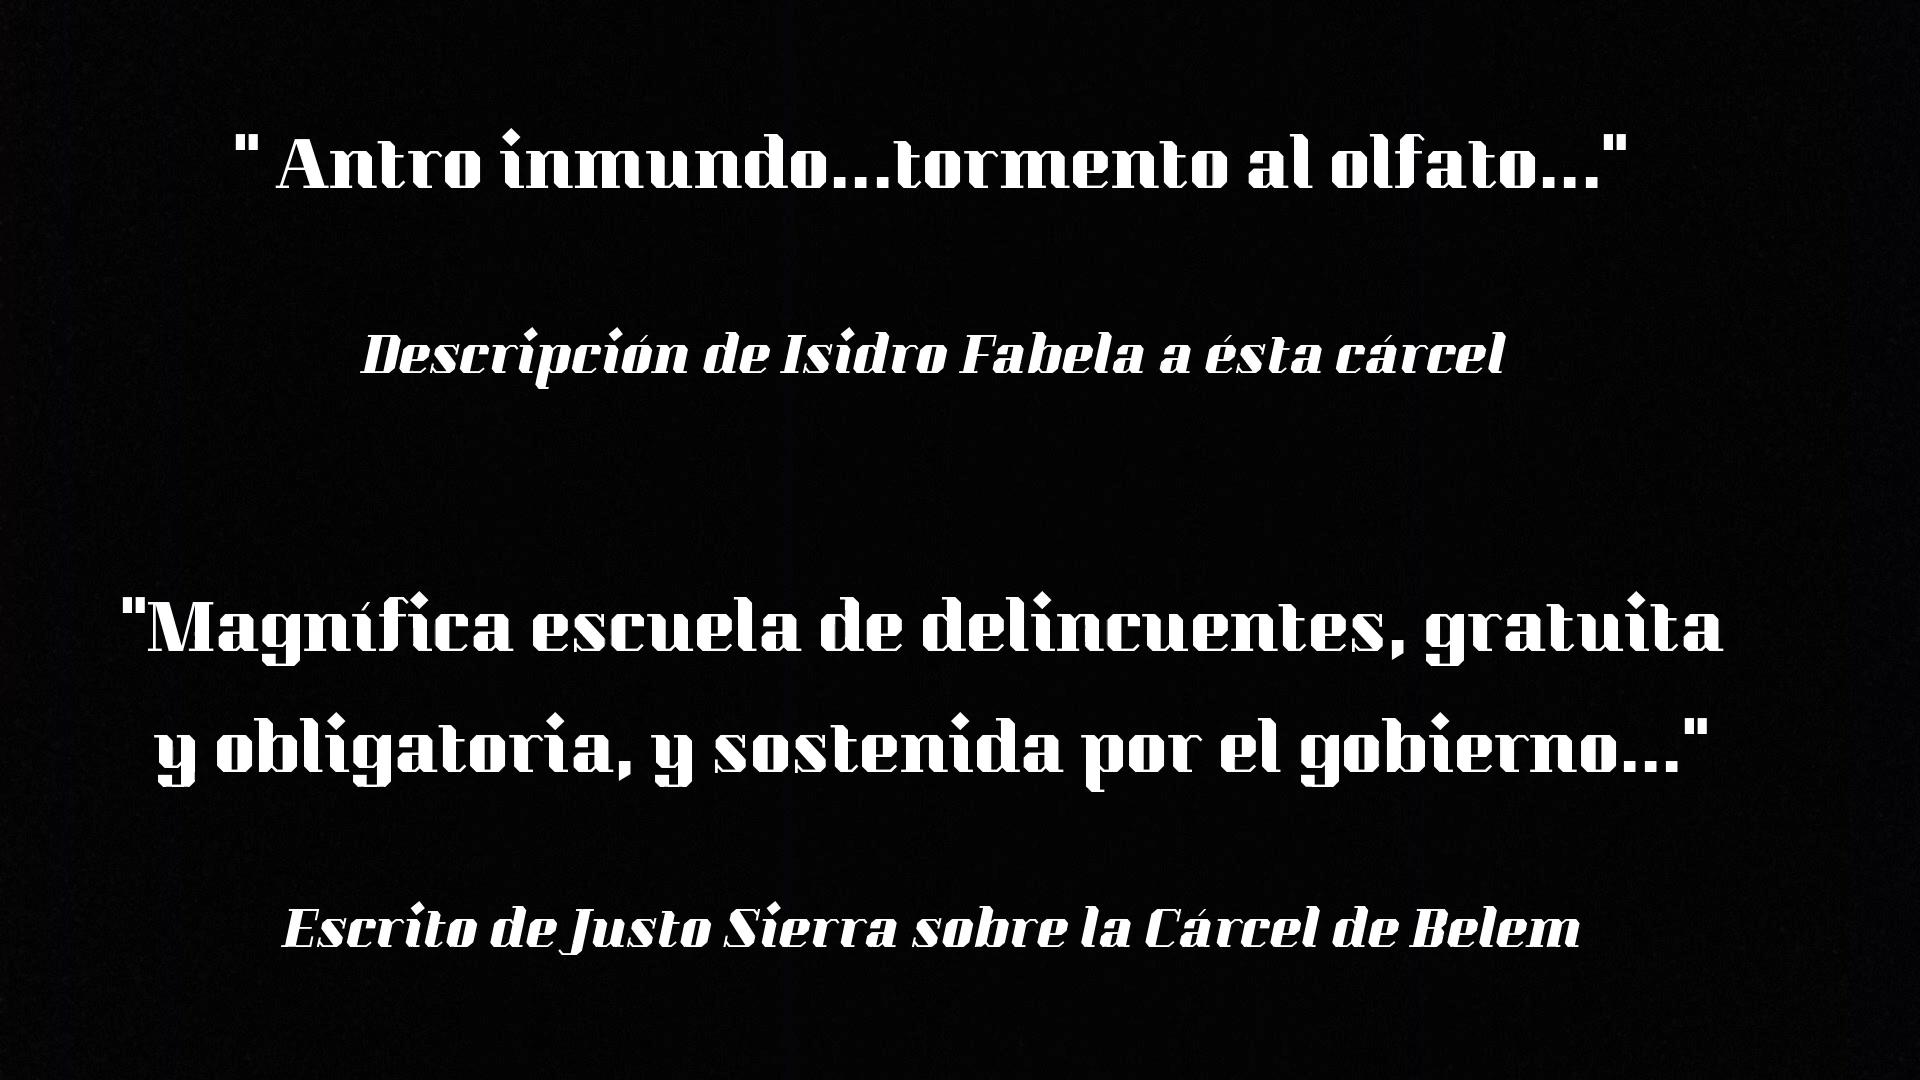 " Antro inmundo...tormento al olfato..."
Descripción de Isidro Fabela a ésta cárcel
"Magnífica escuela de delincuentes, gratuita
y obligatoria, y sostenida por el gobierno..."
Escrito de Justo Sierra sobre la Cárcel de Belem